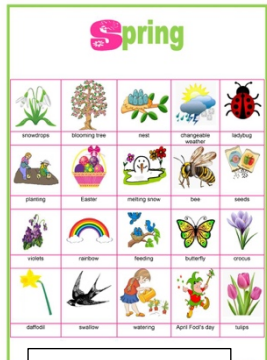 Spring
snowdrops blooming tree nest changeable weather ladybug
planting Easter melting snow bee seeds
violets rainbow feeding butterfly crocus
daffodil swallow watering April Fool's day tulips